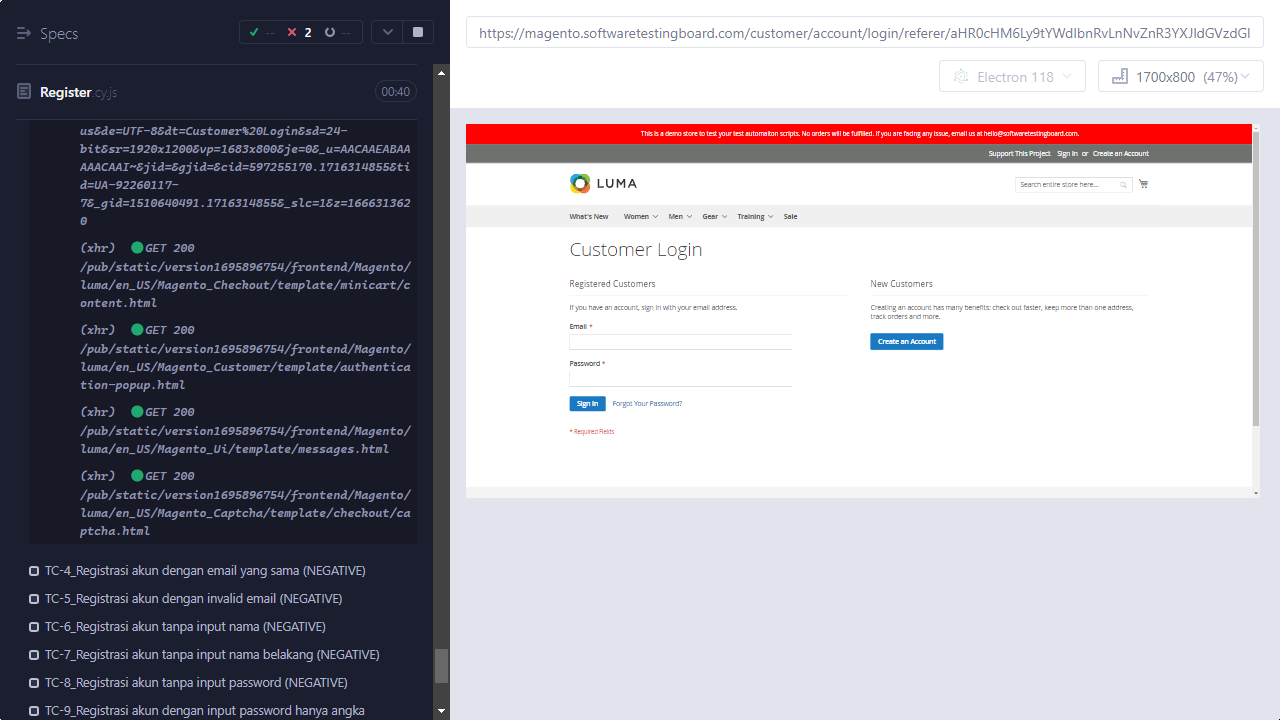 Specs
-- 2 --
Register.cy.js
00:40
us&de=UTF-8&dt=Customer%20Login&sd=24-
bit&sr=1920x1200&vp=1683x800&je=0&_u=AACAAEABAA
AAACAAI~&jid=&gjid=&cid=597255170.1716314855&ti
d=UA-92260117-
7&_gid=1510640491.1716314855&_slc=1&z=166631362
0
(xhr) GET 200
/pub/static/version1695896754/frontend/Magento/
luma/en_US/Magento_Checkout/template/minicart/c
ontent.html
(xhr) GET 200
/pub/static/version1695896754/frontend/Magento/
luma/en_US/Magento_Customer/template/authentica
tion-popup.html
(xhr) GET 200
/pub/static/version1695896754/frontend/Magento/
luma/en_US/Magento_Ui/template/messages.html
(xhr) GET 200
/pub/static/version1695896754/frontend/Magento/
luma/en_US/Magento_Captcha/template/checkout/ca
ptcha.html
TC-4_Registrasi akun dengan email yang sama (NEGATIVE)
TC-5_Registrasi akun dengan invalid email (NEGATIVE)
TC-6_Registrasi akun tanpa input nama (NEGATIVE)
TC-7_Registrasi akun tanpa input nama belakang (NEGATIVE)
TC-8_Registrasi akun tanpa input password (NEGATIVE)
TC-9_Registrasi akun dengan input password hanya angka
https://magento.softwaretestingboard.com/customer/account/login/referer/aHR0cHM6Ly9tYWdlbnRvLnNvZnR3YXJldGVzdGl
Electron 118
1700x800 (47%)
This is a demo store to test your test automaiton scripts. No orders will be fulfilled. If you are facing any issue, email us at hello@softwaretestingboard.com.
Support This Project Sign In or Create an Account
LUMA
Search entire store here...
What's New Women Men Gear Training Sale
Customer Login
Registered Customers
If you have an account, sign in with your email address.
Email *
Password *
Sign In
Forgot Your Password?
* Required Fields
New Customers
Creating an account has many benefits: check out faster, keep more than one address,
track orders and more.
Create an Account